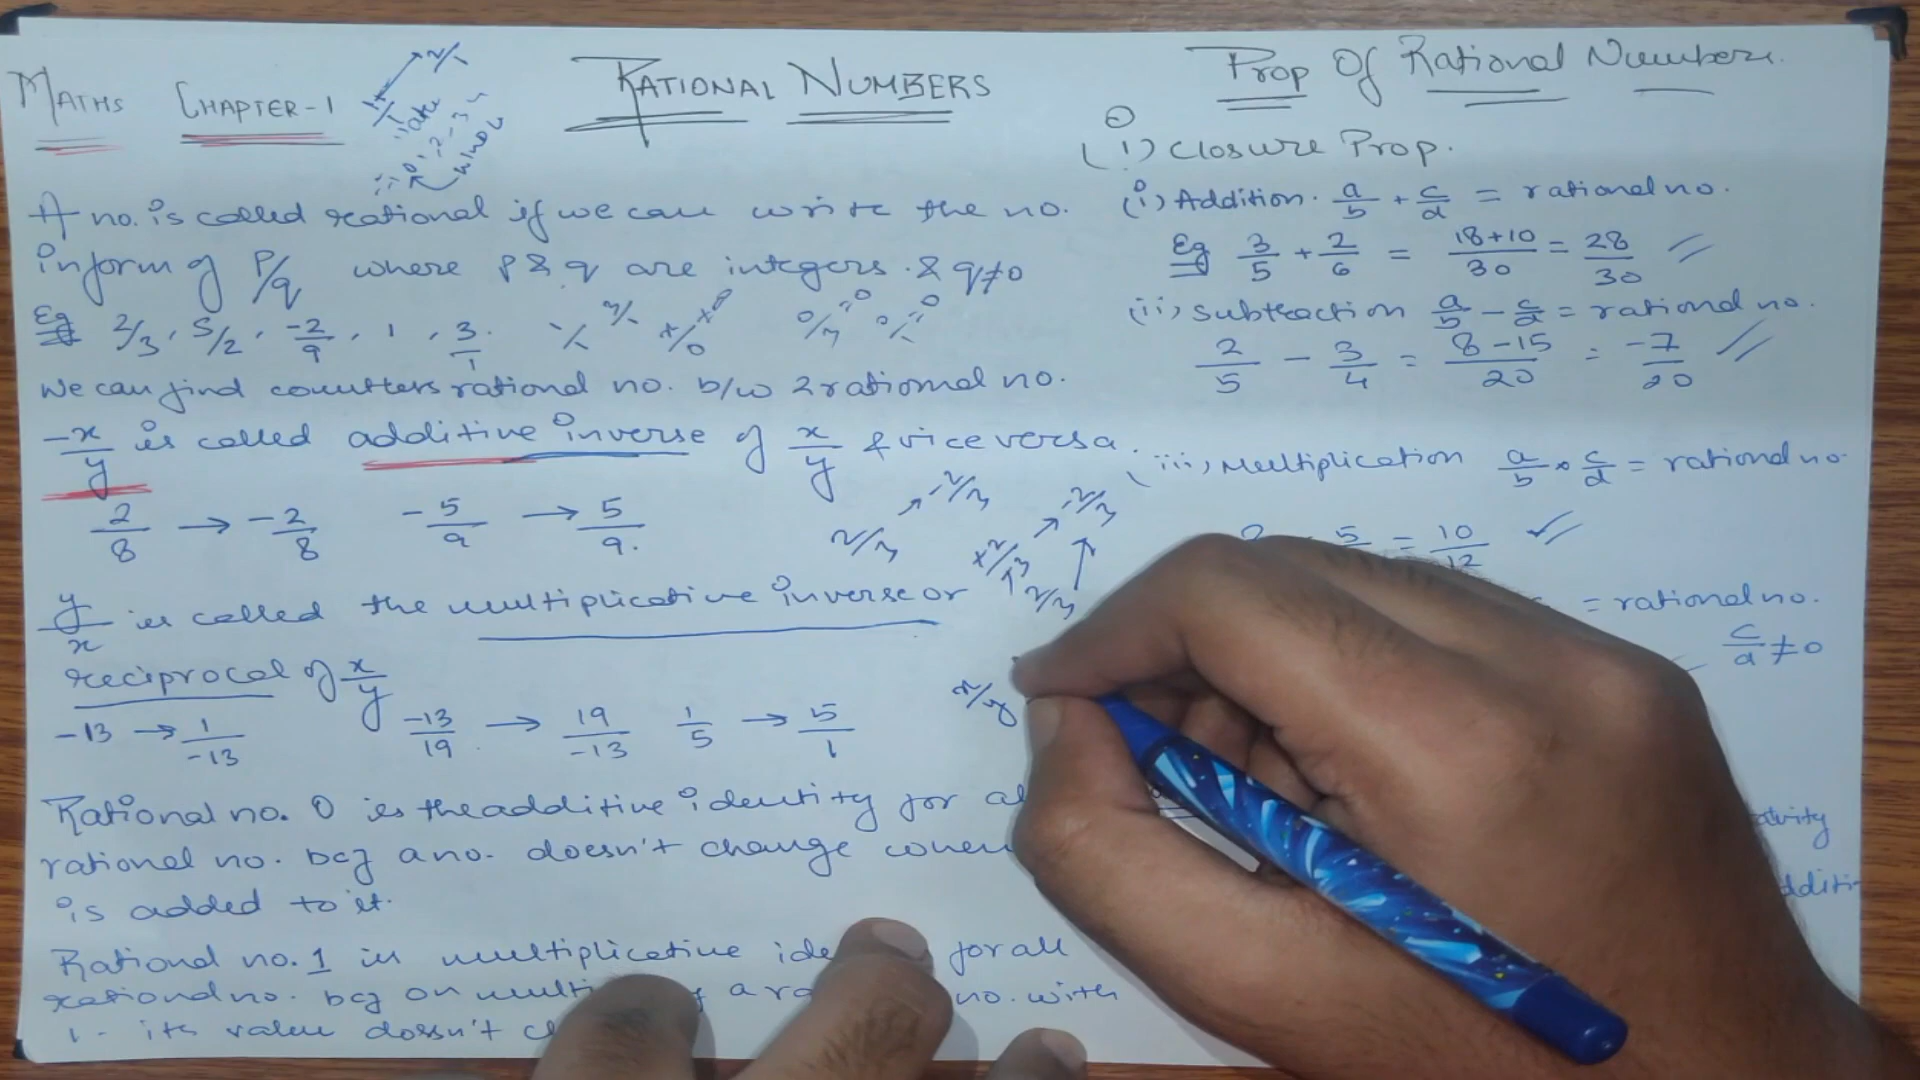 MATHS CHAPTER-1
RATIONAL NUMBERS
A no. is called rational if we can write the no.
in form of P/q where p & q are integers. & q≠0
Eg 2/3, 5/2, -2/9, 1, 3/1
We can find countless rational no. b/w 2 rational no.
-x/y is called additive inverse of x/y & vice versa.
2/8 → -2/8 -5/9 → 5/9.
y/x is called the multiplicative inverse or
reciprocal of x/y
-13 → 1/-13 -13/19 → 19/-13 1/5 → 5/1
x/y
Rational no. 0 is the additive identity for
rational no. bcz a no. doesn't change when
is added to it.
Rational no. 1 is multiplicative for all
rational no. bcz on a no. with
1. its value doesn't
Prop Of Rational Numbers.
(1) Closure Prop.
(i) Addition. a/b + c/d = rational no.
Eg 3/5 + 2/6 = 18+10/30 = 28/30
(ii) Subtraction a/b - c/d = rational no.
2/5 - 3/4 = 8-15/20 = -7/20
(iii) Multiplication a/b × c/d = rational no.
5 = 10/12
= rational no.
c/d ≠ 0